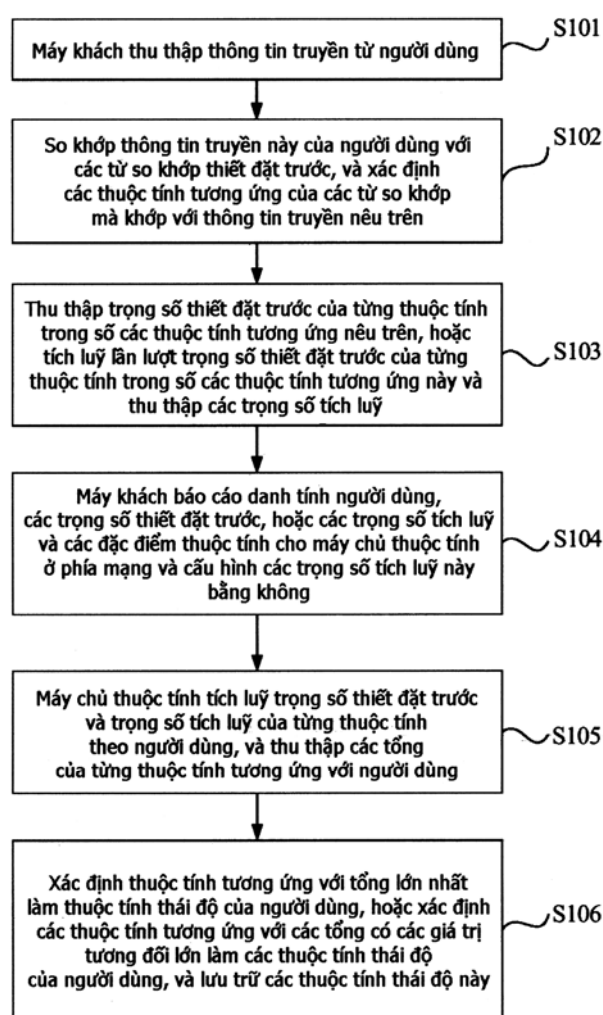 S101
Máy khách thu thập thông tin truyền từ người dùng
S102
So khớp thông tin truyền này của người dùng với
các từ so khớp thiết đặt trước, và xác định
các thuộc tính tương ứng của các từ so khớp
mà khớp với thông tin truyền nêu trên
Thu thập trọng số thiết đặt trước của từng thuộc tính
trong số các thuộc tính tương ứng nêu trên, hoặc
tích luỹ lần lượt trọng số thiết đặt trước của từng
thuộc tính trong số các thuộc tính tương ứng này và
thu thập các trọng số tích luỹ
S103
Máy khách báo cáo danh tính người dùng,
các trọng số thiết đặt trước, hoặc các trọng số tích luỹ
và các đặc điểm thuộc tính cho máy chủ thuộc tính
ở phía mạng và cấu hình các trọng số tích luỹ này
bằng không
S104
Máy chủ thuộc tính tích luỹ trọng số thiết đặt trước
và trọng số tích luỹ của từng thuộc tính
theo người dùng, và thu thập các tổng
của từng thuộc tính tương ứng với người dùng
S105
Xác định thuộc tính tương ứng với tổng lớn nhất
làm thuộc tính thái độ của người dùng, hoặc xác định
các thuộc tính tương ứng với các tổng có các giá trị
tương đối lớn làm các thuộc tính thái độ
của người dùng, và lưu trữ các thuộc tính thái độ này
S106